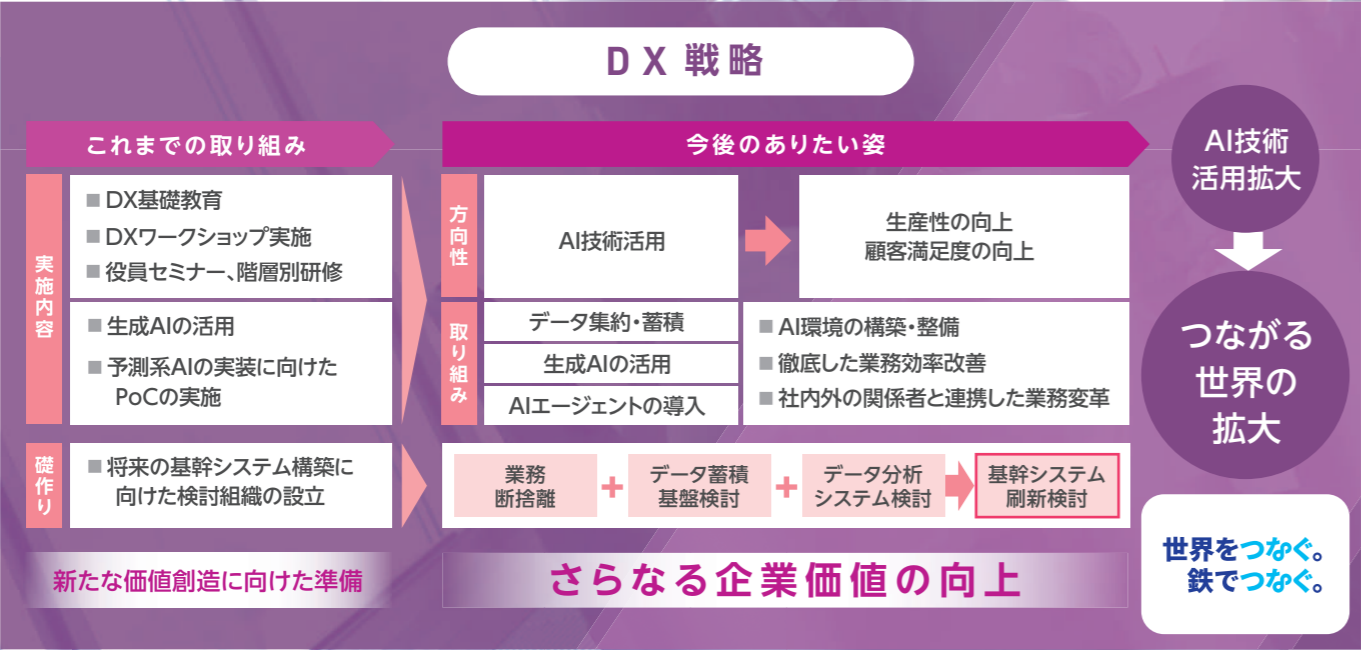 DX 戦略
これまでの取り組み
実施内容
■ DX基礎教育
■ DXワークショップ実施
■ 役員セミナー、階層別研修
■ 生成AIの活用
■ 予測系AIの実装に向けた
PoCの実施
礎作り
■ 将来の基幹システム構築に
向けた検討組織の設立
新たな価値創造に向けた準備
今後のありたい姿
方向性
AI技術活用
生産性の向上
顧客満足度の向上
取り組み
データ集約・蓄積
生成AIの活用
AIエージェントの導入
■ AI環境の構築・整備
■ 徹底した業務効率改善
■ 社内外の関係者と連携した業務変革
業務
断捨離
+
データ蓄積
基盤検討
+
データ分析
システム検討
基幹システム
刷新検討
さらなる企業価値の向上
AI技術
活用拡大
つながる
世界の
拡大
世界をつなぐ。
鉄でつなぐ。